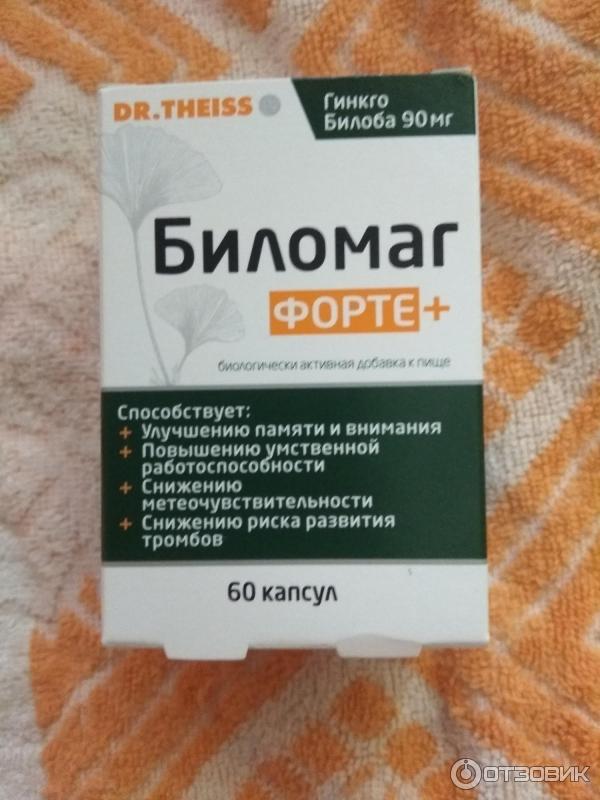 DR.THEISS
Гинкго
Билоба 90мг
Биломаг
ФОРТЕ+
биологически активная добавка к пище
Способствует:
+ Улучшению памяти и внимания
+ Повышению умственной
работоспособности
+ Снижению
метеочувствительности
+ Снижению риска развития
тромбов
60 капсул
ОТЗОВИК